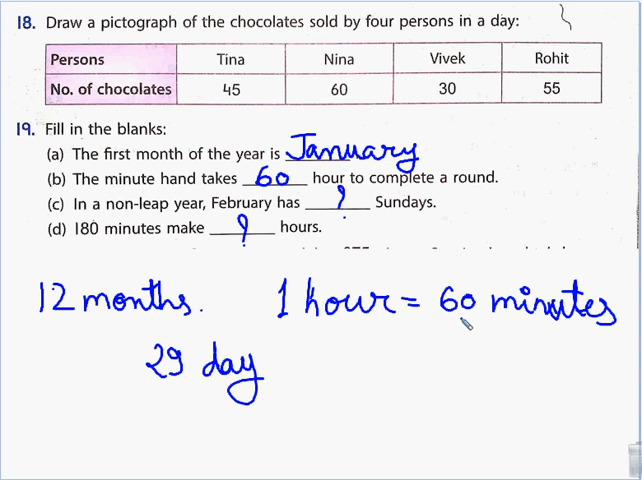 18. Draw a pictograph of the chocolates sold by four persons in a day:
Persons Tina Nina Vivek Rohit
No. of chocolates 45 60 30 55
19. Fill in the blanks:
(a) The first month of the year is January
(b) The minute hand takes 60 hour to complete a round.
(c) In a non-leap year, February has ? Sundays.
(d) 180 minutes make ? hours.
12 months. 1 hour = 60 minutes
29 day